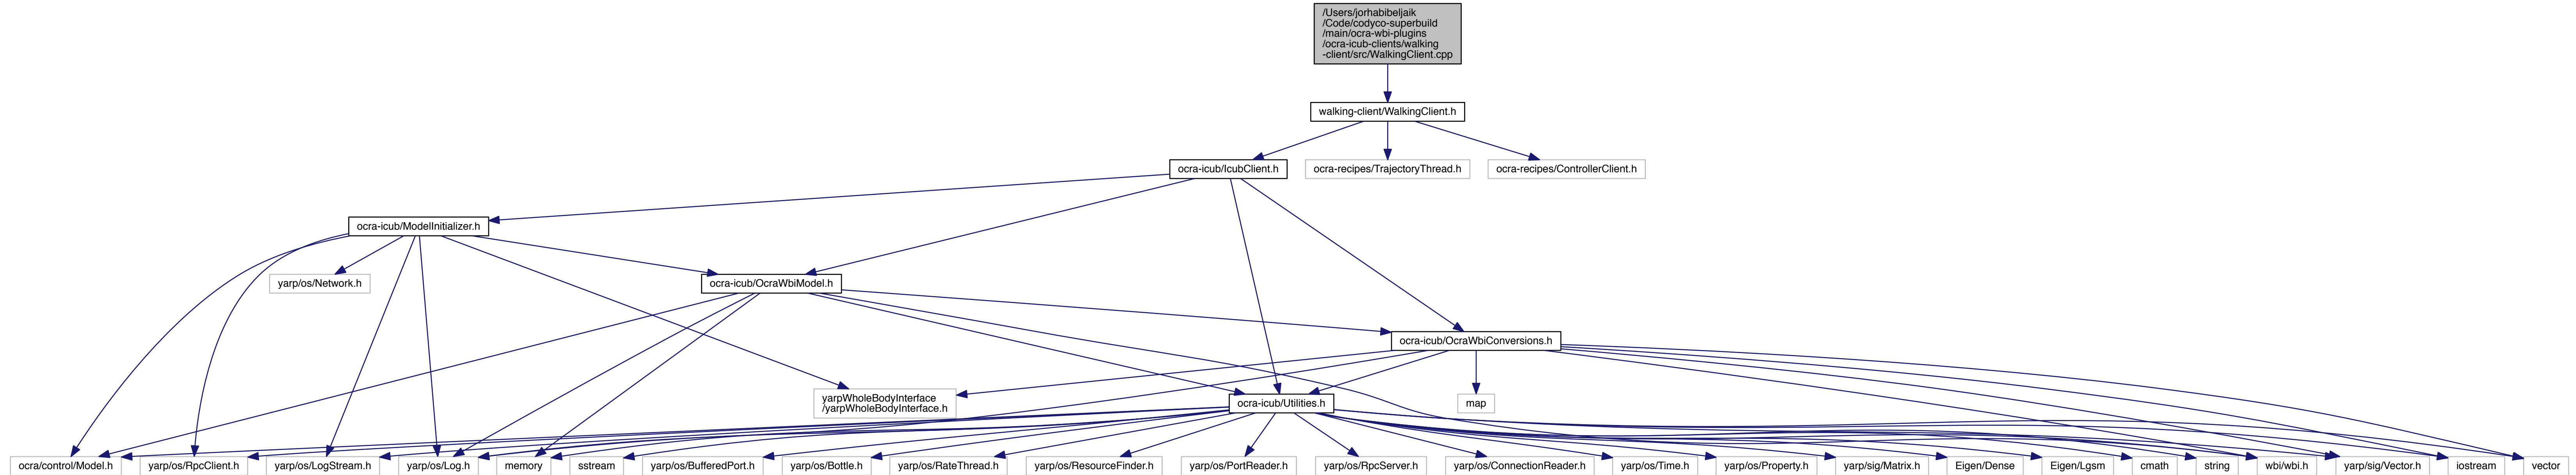 /Users/jorhabibeljaik
/Code/codyco-superbuild
/main/ocra-wbi-plugins
/ocra-icub-clients/walking
-client/src/WalkingClient.cpp
walking-client/WalkingClient.h
ocra-icub/IcubClient.h
ocra-recipes/TrajectoryThread.h
ocra-recipes/ControllerClient.h
ocra-icub/ModelInitializer.h
yarp/os/Network.h
ocra-icub/OcraWbiModel.h
ocra-icub/OcraWbiConversions.h
yarpWholeBodyInterface
/yarpWholeBodyInterface.h
ocra-icub/Utilities.h
map
ocra/control/Model.h
yarp/os/RpcClient.h
yarp/os/LogStream.h
yarp/os/Log.h
memory
sstream
yarp/os/BufferedPort.h
yarp/os/Bottle.h
yarp/os/RateThread.h
yarp/os/ResourceFinder.h
yarp/os/PortReader.h
yarp/os/RpcServer.h
yarp/os/ConnectionReader.h
yarp/os/Time.h
yarp/os/Property.h
yarp/sig/Matrix.h
Eigen/Dense
Eigen/Lgsm
cmath
string
wbi/wbi.h
yarp/sig/Vector.h
iostream
vector